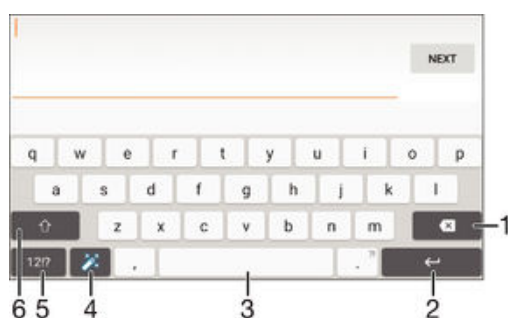 NEXT
q w e r t y u i o p
a s d f g h j k l
z x c v b n m
1
12!? , . ?!
6 5 4 3 2